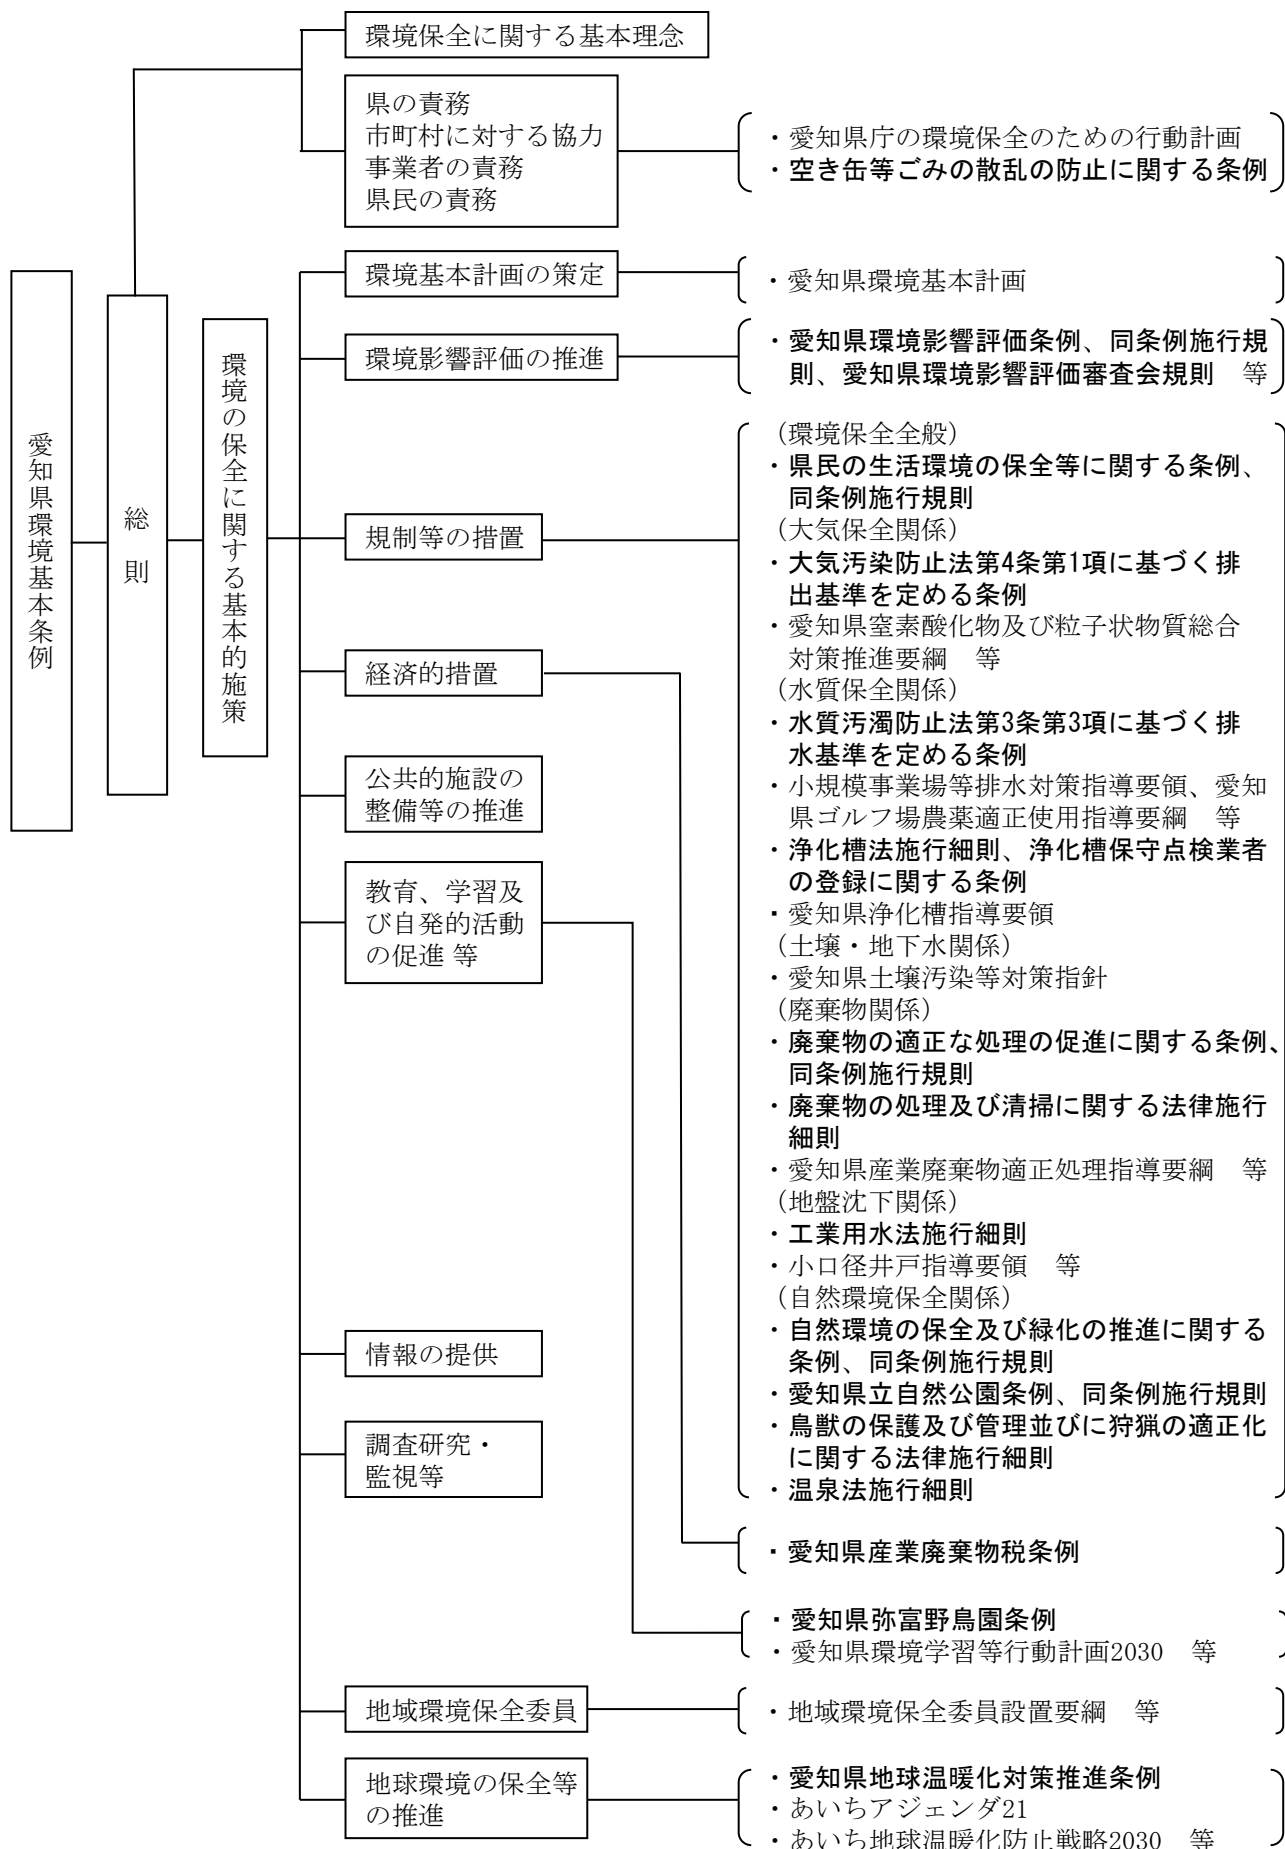 環境保全に関する基本理念
県の責務
市町村に対する協力
事業者の責務
県民の責務
・愛知県庁の環境保全のための行動計画
・空き缶等ごみの散乱の防止に関する条例
愛知県環境基本条例
総則
環境の保全に関する基本的施策
環境基本計画の策定
・愛知県環境基本計画
環境影響評価の推進
・愛知県環境影響評価条例、同条例施行規
則、愛知県環境影響評価審査会規則　等
規制等の措置
(環境保全全般)
・県民の生活環境の保全等に関する条例、
同条例施行規則
(大気保全関係)
・大気汚染防止法第4条第1項に基づく排
出基準を定める条例
・愛知県窒素酸化物及び粒子状物質総合
対策推進要綱　等
(水質保全関係)
・水質汚濁防止法第3条第3項に基づく排
水基準を定める条例
・小規模事業場等排水対策指導要領、愛知
県ゴルフ場農薬適正使用指導要綱　等
・浄化槽法施行細則、浄化槽保守点検業者
の登録に関する条例
・愛知県浄化槽指導要領
(土壌・地下水関係)
・愛知県土壌汚染等対策指針
(廃棄物関係)
・廃棄物の適正な処理の促進に関する条例、
同条例施行規則
・廃棄物の処理及び清掃に関する法律施行
細則
・愛知県産業廃棄物適正処理指導要綱　等
(地盤沈下関係)
・工業用水法施行細則
・小口径井戸指導要領　等
(自然環境保全関係)
・自然環境の保全及び緑化の推進に関する
条例、同条例施行規則
・愛知県立自然公園条例、同条例施行規則
・鳥獣の保護及び管理並びに狩猟の適正化
に関する法律施行細則
・温泉法施行細則
経済的措置
・愛知県産業廃棄物税条例
公共的施設の
整備等の推進
教育、学習及
び自発的活動
の促進 等
・愛知県弥富野鳥園条例
・愛知県環境学習等行動計画2030　等
情報の提供
調査研究・
監視等
地域環境保全委員
・地域環境保全委員設置要綱　等
地球環境の保全等
の推進
・愛知県地球温暖化対策推進条例
・あいちアジェンダ21
・あいち地球温暖化防止戦略2030　等